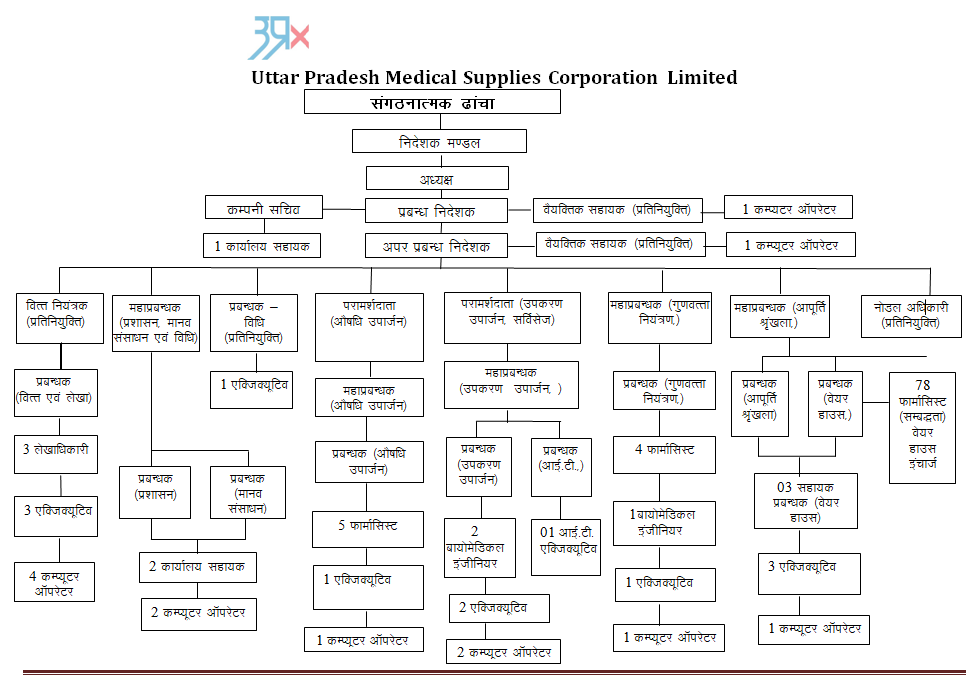 उप्र
Uttar Pradesh Medical Supplies Corporation Limited
संगठनात्मक ढांचा
निदेशक मण्डल
अध्यक्ष
कम्पनी सचिव
प्रबन्ध निदेशक
वैयक्तिक सहायक (प्रतिनियुक्ति)
1 कम्प्यटर ऑपरेटर
1 कार्यालय सहायक
अपर प्रबन्ध निदेशक
वैयक्तिक सहायक (प्रतिनियुक्ति)
1 कम्प्यूटर ऑपरेटर
वित्त नियंत्रक
(प्रतिनियुक्ति)
प्रबन्धक
(वित्त एवं लेखा)
3 लेखाधिकारी
3 एक्जिक्यूटिव
4 कम्प्यूटर
ऑपरेटर
महाप्रबन्धक
(प्रशासन, मानव
संसाधन एवं विधि)
प्रबन्धक
(प्रशासन)
प्रबन्धक
(मानव
संसाधन)
2 कार्यालय सहायक
2 कम्प्यूटर ऑपरेटर
प्रबन्धक –
विधि
(प्रतिनियुक्ति)
1 एक्जिक्यूटिव
परामर्शदाता
(औषधि उपार्जन)
महाप्रबन्धक
(औषधि उपार्जन)
प्रबन्धक (औषधि
उपार्जन)
5 फार्मासिस्ट
1 एक्जिक्यूटिव
1 कम्प्यूटर ऑपरेटर
परामर्शदाता (उपकरण
उपार्जन, सर्विसेज)
महाप्रबन्धक
(उपकरण उपार्जन, )
प्रबन्धक
(उपकरण
उपार्जन)
2
बायोमेडिकल
इंजीनियर
2 एक्जिक्यूटिव
2 कम्प्यूटर ऑपरेटर
प्रबन्धक
(आई.टी.,)
01 आई.टी.
एक्जिक्यूटिव
महाप्रबन्धक (गुणवत्ता
नियंत्रण,)
प्रबन्धक (गुणवत्ता
नियंत्रण,)
4 फार्मासिस्ट
1बायोमेडिकल
इंजीनियर
1 एक्जिक्यूटिव
1 कम्प्यूटर ऑपरेटर
महाप्रबन्धक (आपूर्ति
श्रृंखला,)
प्रबन्धक
(आपूर्ति
श्रृंखला)
प्रबन्धक
(वेयर
हाउस,)
78
फार्मासिस्ट
(सम्बद्धता)
वेयर
हाउस
इंचार्ज
03 सहायक
प्रबन्धक (वेयर
हाउस)
3 एक्जिक्यूटिव
1 कम्प्यूटर ऑपरेटर
नोडल अधिकारी
(प्रतिनियुक्ति)